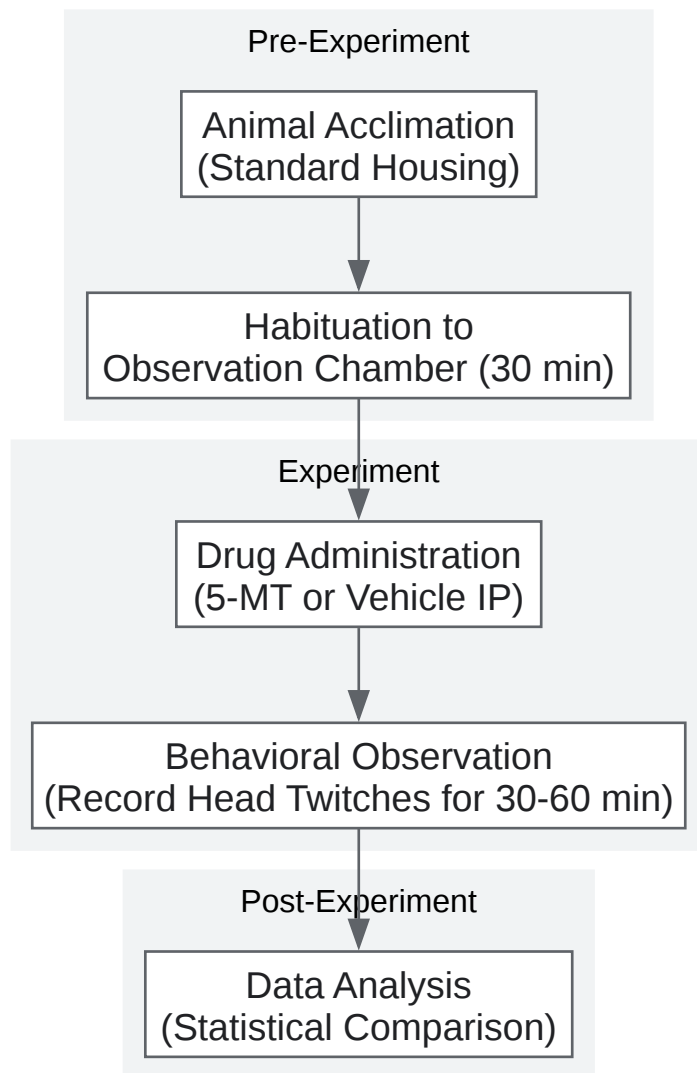 Pre-Experiment
Animal Acclimation
(Standard Housing)
Habituation to
Observation Chamber (30 min)
Experiment
Drug Administration
(5-MT or Vehicle IP)
Behavioral Observation
(Record Head Twitches for 30-60 min)
Post-Experiment
Data Analysis
(Statistical Comparison)